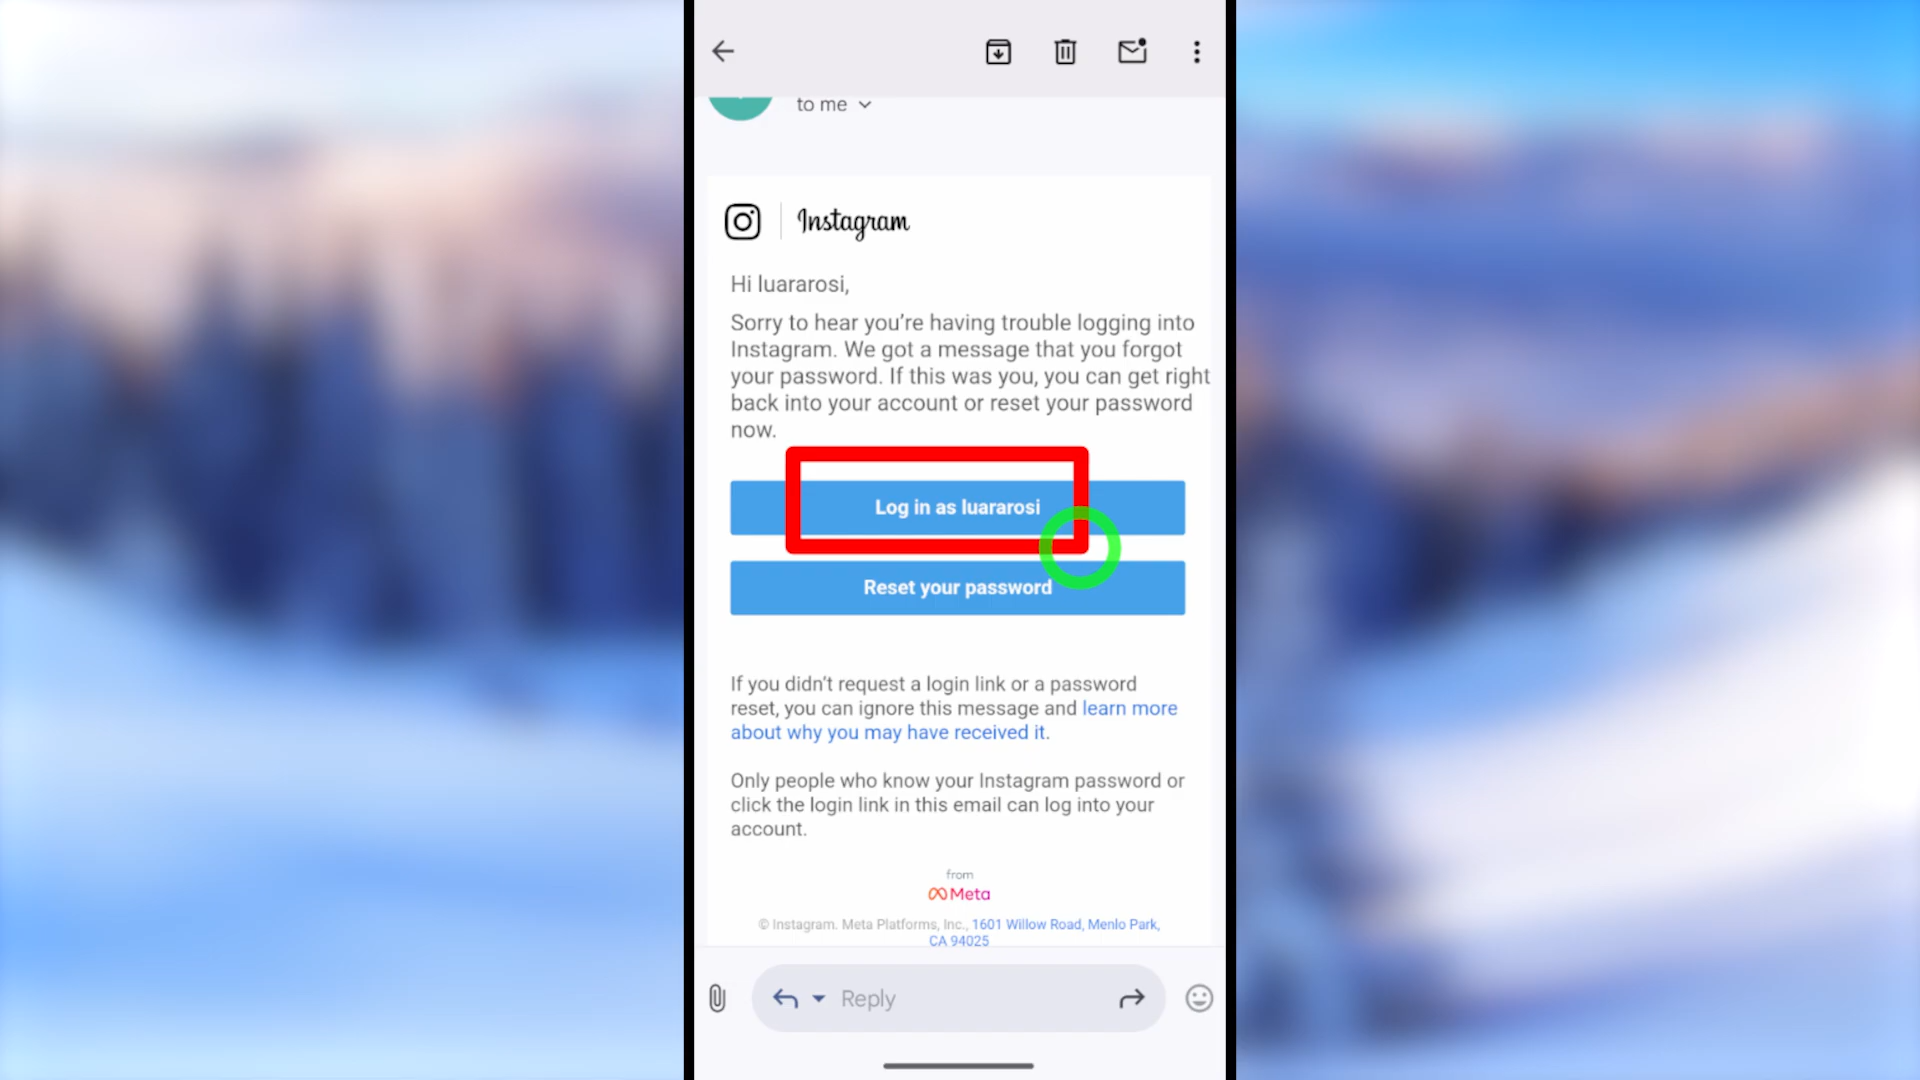 to me
Instagram
Hi luararosi,
Sorry to hear you’re having trouble logging into
Instagram. We got a message that you forgot
your password. If this was you, you can get right
back into your account or reset your password
now.
Log in as luararosi
Reset your password
If you didn’t request a login link or a password
reset, you can ignore this message and learn more
about why you may have received it.
Only people who know your Instagram password or
click the login link in this email can log into your
account.
from
Meta
© Instagram. Meta Platforms, Inc., 1601 Willow Road, Menlo Park,
CA 94025
Reply